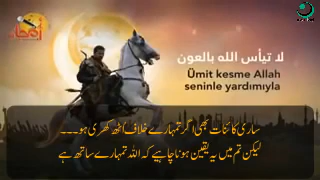 لا تيأس الله بالعون
Ümit kesme Allah
seninle yardımıyla
ساری کائنات بھی اگر تمہارے خلاف اُٹھ کھڑی ہو۔۔۔
لیکن تم میں یہ یقین ہونا چاہیے کہ اللہ تمہارے ساتھ ہے